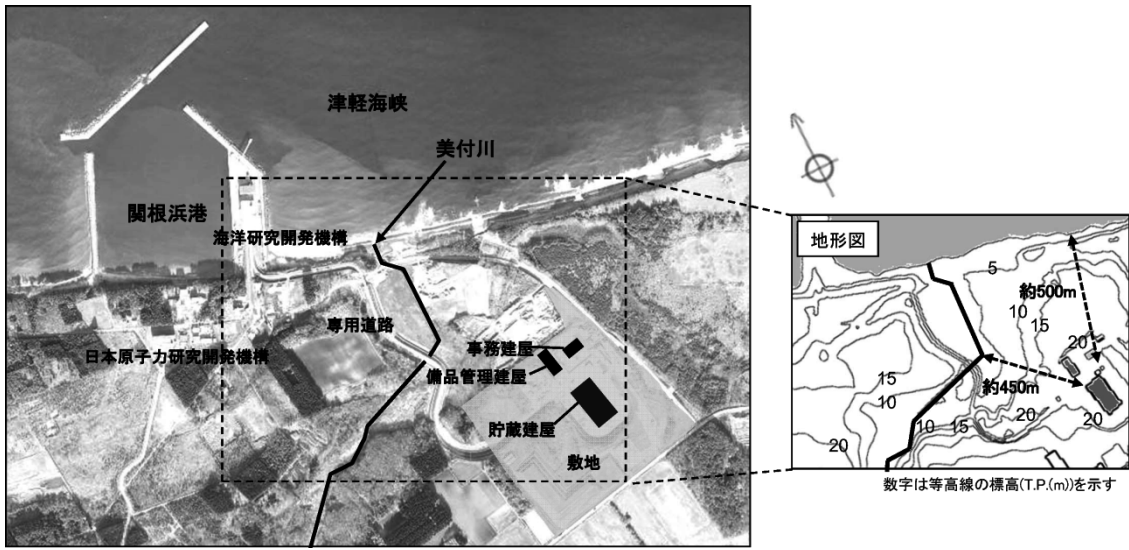 津軽海峡
美付川
関根浜港
海洋研究開発機構
専用道路
日本原子力研究開発機構
事務建屋
備品管理建屋
貯蔵建屋
敷地
地形図
5
約500m
10
15
20
約450m
15
10
20
10
15
20
20
数字は等高線の標高(T.P.(m))を示す